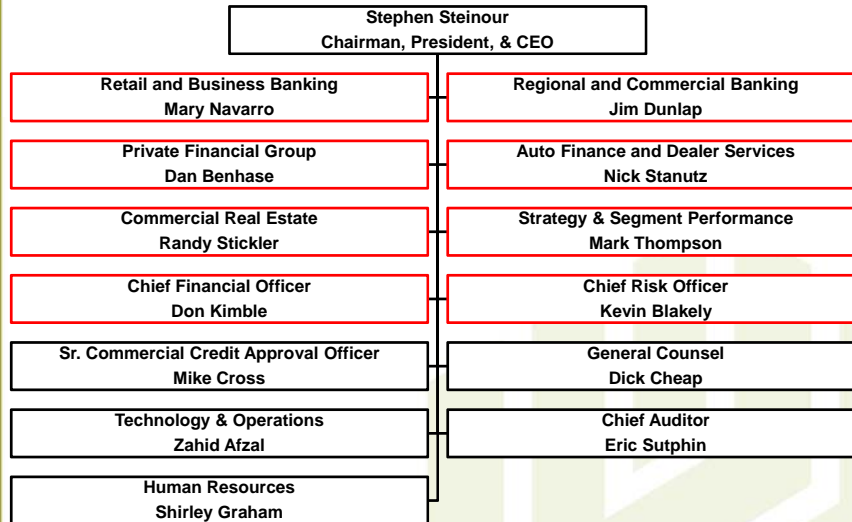 Stephen Steinour
Chairman, President, & CEO
Retail and Business Banking
Mary Navarro
Regional and Commercial Banking
Jim Dunlap
Private Financial Group
Dan Benhase
Auto Finance and Dealer Services
Nick Stanutz
Commercial Real Estate
Randy Stickler
Strategy & Segment Performance
Mark Thompson
Chief Financial Officer
Don Kimble
Chief Risk Officer
Kevin Blakely
Sr. Commercial Credit Approval Officer
Mike Cross
General Counsel
Dick Cheap
Technology & Operations
Zahid Afzal
Chief Auditor
Eric Sutphin
Human Resources
Shirley Graham